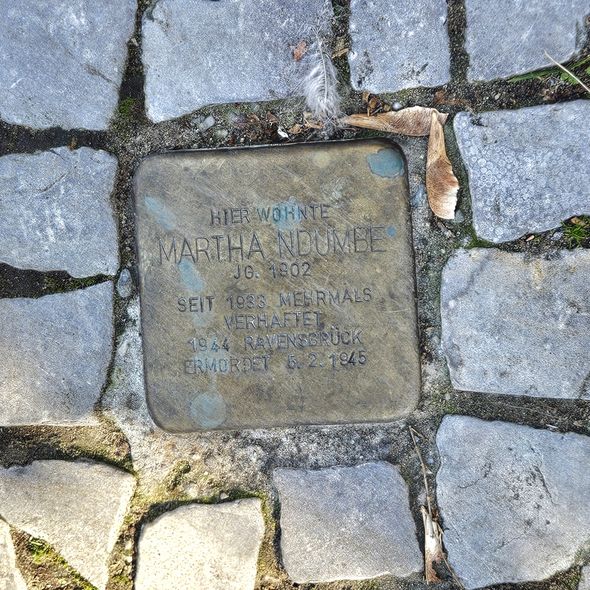 HIER WOHNTE
MARTHA NDUMBE
JG. 1902
SEIT 1933 MEHRMALS
VERHAFTET
1944 RAVENSBRÜCK
ERMORDET 5.2.1945